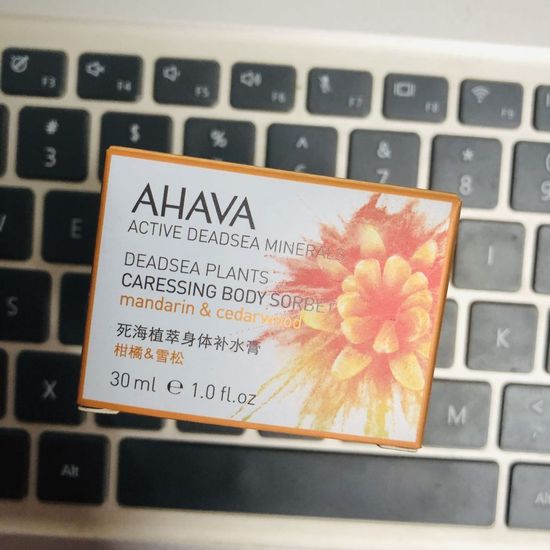 F3 F4 F5 F6 F7 F8 F9
# $ % & *
3 7 8 9
AHAVA
ACTIVE DEADSEA MINERALS
DEADSEA PLANTS
CARESSING BODY SORBET
mandarin & cedarwood
死海植萃身体补水膏
柑橘&雪松
30 ml e 1.0 fl.oz
E
S
X
M
Alt
Alt